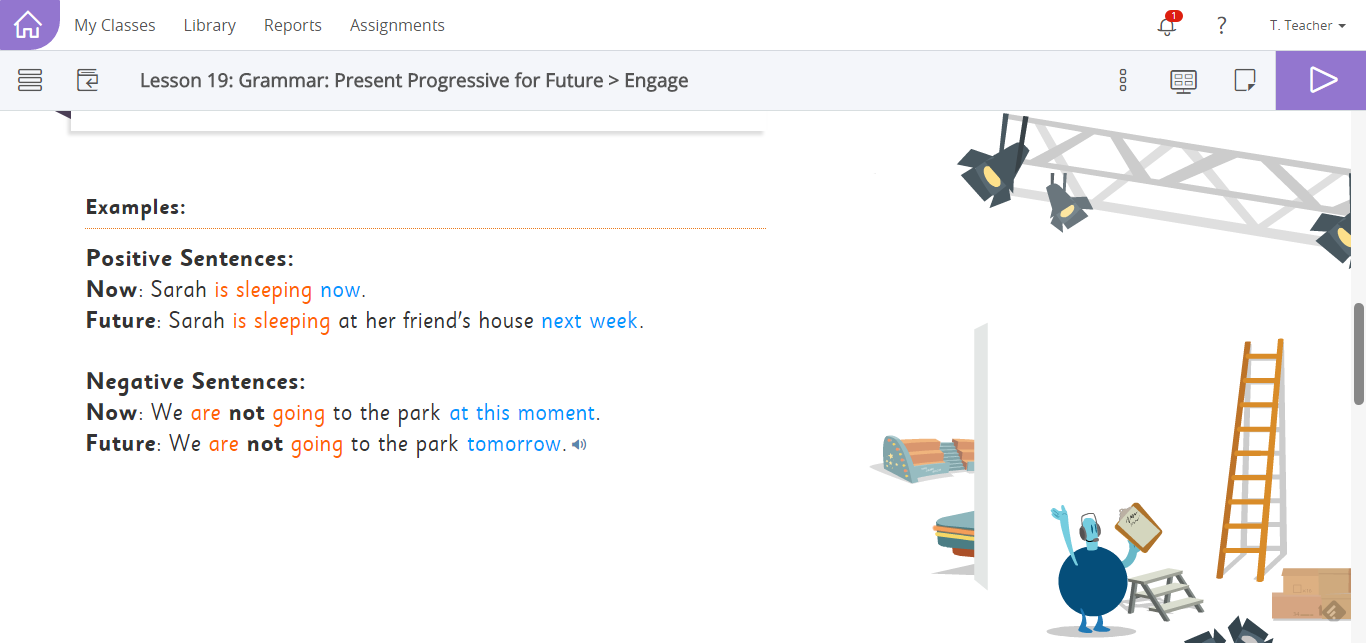 My Classes Library Reports Assignments 1 ? T. Teacher
Lesson 19: Grammar: Present Progressive for Future > Engage
Examples:
Positive Sentences:
Now: Sarah is sleeping now.
Future: Sarah is sleeping at her friend's house next week.
Negative Sentences:
Now: We are not going to the park at this moment.
Future: We are not going to the park tomorrow.